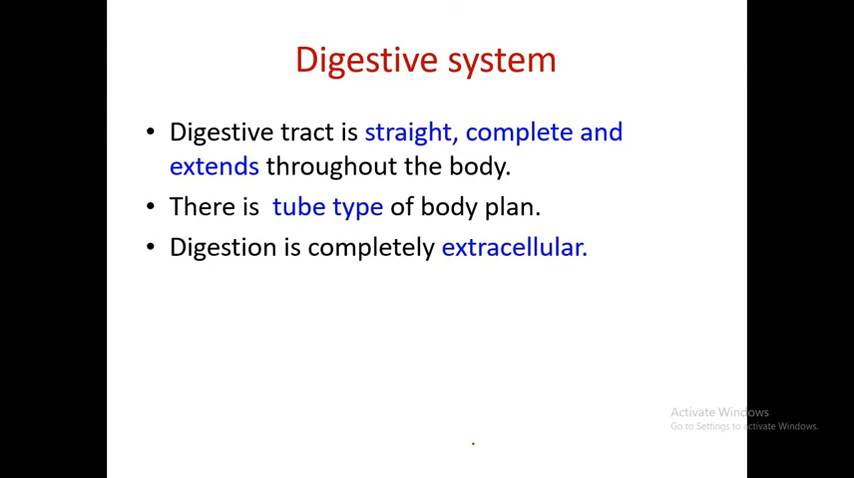 Digestive system
• Digestive tract is straight, complete and
extends throughout the body.
• There is  tube type of body plan.
• Digestion is completely extracellular.
Activate Windows
Go to Settings to activate Windows.